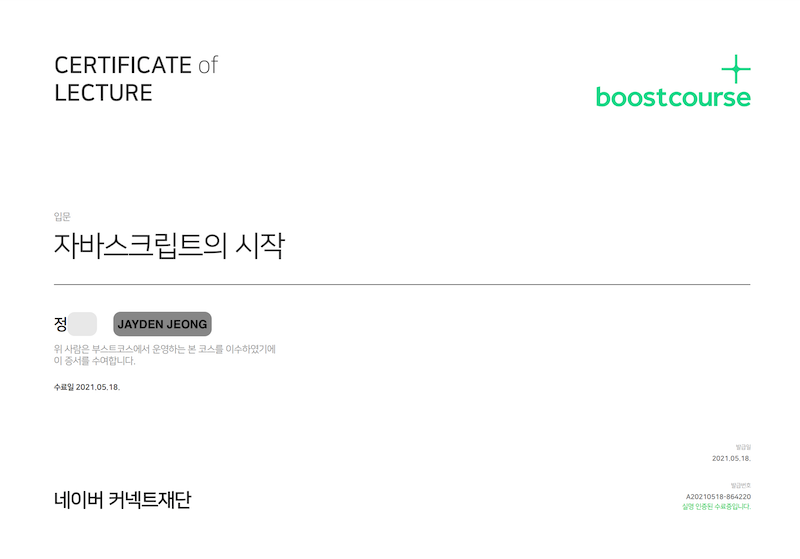 CERTIFICATE of
LECTURE
boostcourse
입문
자바스크립트의 시작
정
JAYDEN JEONG
위 사람은 부스트코스에서 운영하는 본 코스를 이수하였기에
이 증서를 수여합니다.
수료일 2021.05.18.
발급일
2021.05.18.
발급번호
A20210518-864220
실명 인증된 수료증입니다.
네이버 커넥트재단